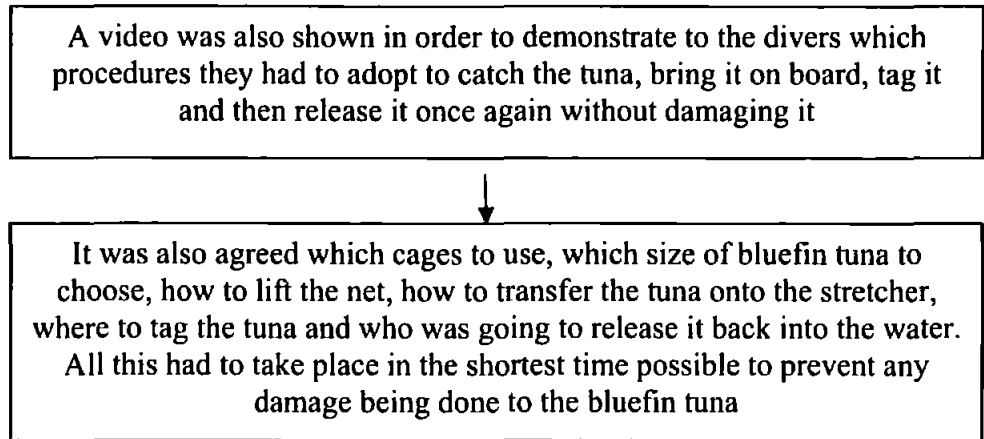 A video was also shown in order to demonstrate to the divers which
procedures they had to adopt to catch the tuna, bring it on board, tag it
and then release it once again without damaging it
It was also agreed which cages to use, which size of bluefin tuna to
choose, how to lift the net, how to transfer the tuna onto the stretcher,
where to tag the tuna and who was going to release it back into the water.
All this had to take place in the shortest time possible to prevent any
damage being done to the bluefin tuna